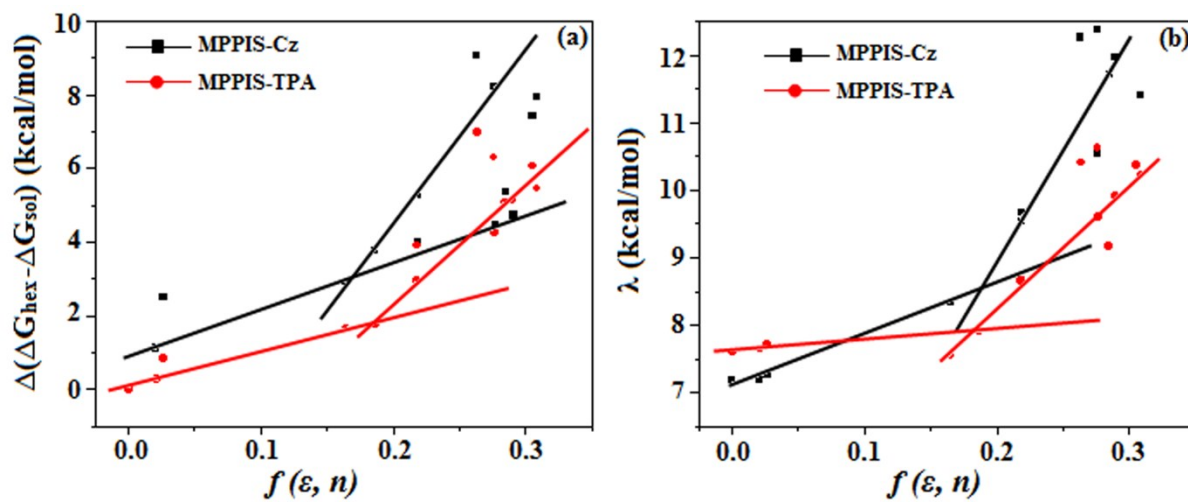 (a)
MPPIS-Cz
MPPIS-TPA
Δ(ΔGhex-ΔGsol) (kcal/mol)
10
8
6
4
2
0
0.0 0.1 0.2 0.3
f (ε, n)
(b)
MPPIS-Cz
MPPIS-TPA
λ (kcal/mol)
12
11
10
9
8
7
0.0 0.1 0.2 0.3
f (ε, n)